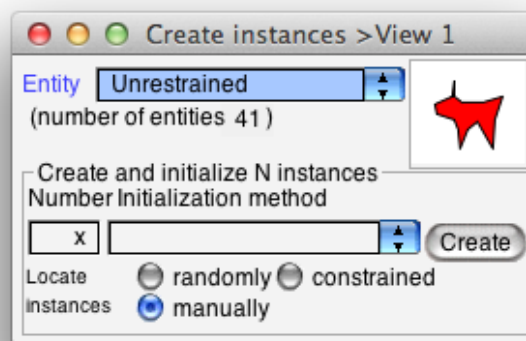 Create instances >View 1
Entity Unrestrained
(number of entities 41)
Create and initialize N instances
Number Initialization method
x Create
Locate randomly constrained
instances manually